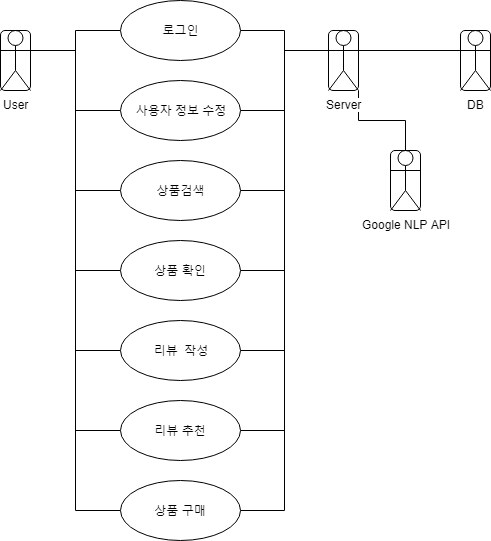 로그인
User
Server
DB
사용자 정보 수정
상품검색
Google NLP API
상품 확인
리뷰 작성
리뷰 추천
상품 구매